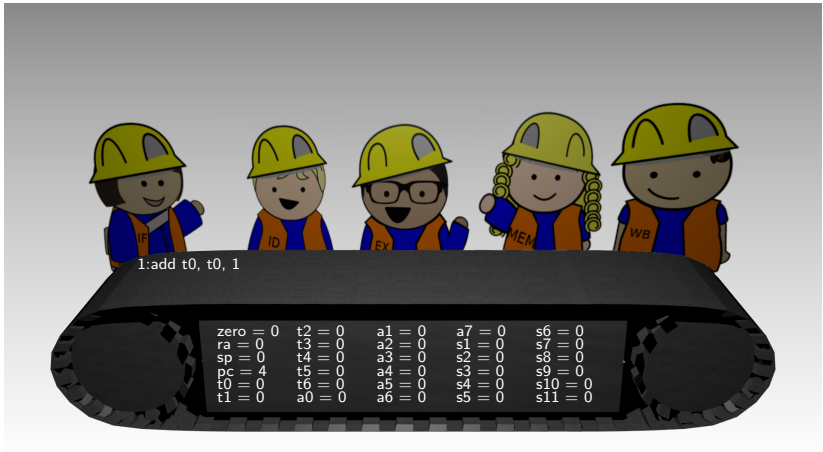 IF
ID
EX
MEM
WB
1:add t0, t0, 1
zero = 0 t2 = 0 a1 = 0 a7 = 0 s6 = 0
ra = 0 t3 = 0 a2 = 0 s1 = 0 s7 = 0
sp = 0 t4 = 0 a3 = 0 s2 = 0 s8 = 0
pc = 4 t5 = 0 a4 = 0 s3 = 0 s9 = 0
t0 = 0 t6 = 0 a5 = 0 s4 = 0 s10 = 0
t1 = 0 a0 = 0 a6 = 0 s5 = 0 s11 = 0